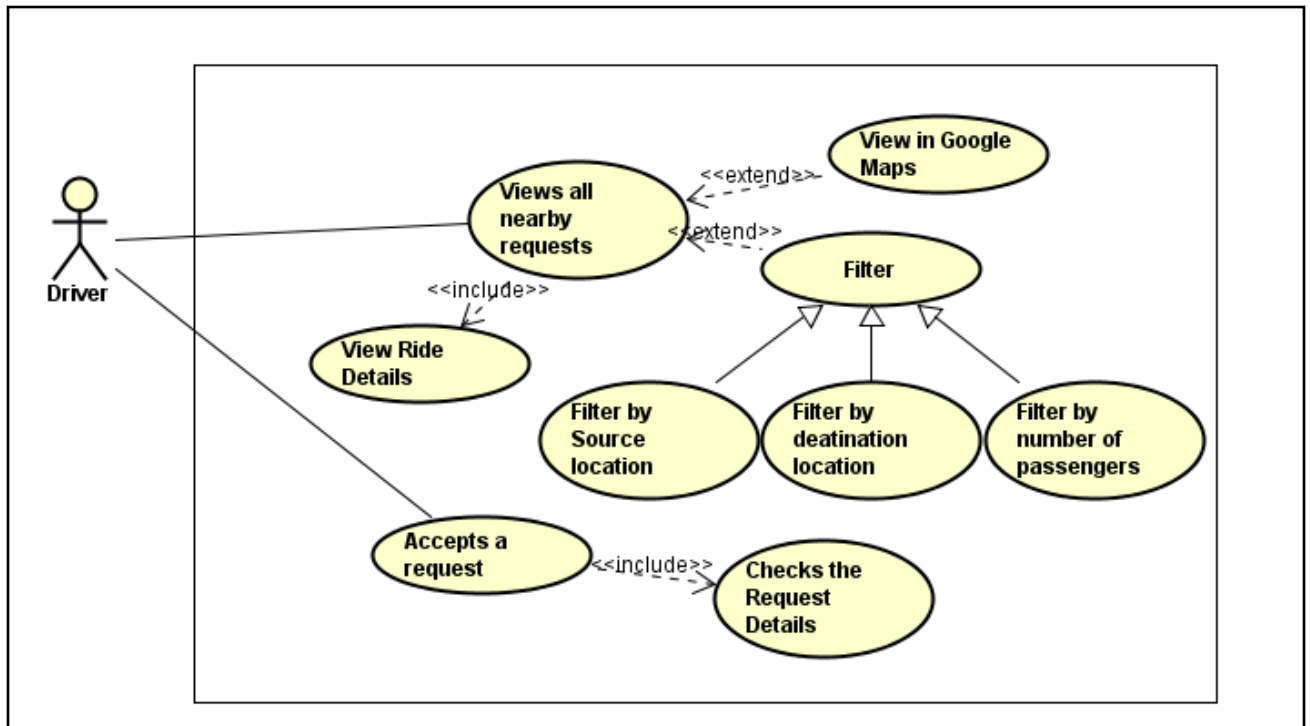 View in Google
Maps
<<extend>>
Views all
nearby
requests
<<extend>>
Filter
Driver
<<include>>
View Ride
Details
Filter by
Source
location
Filter by
deatination
location
Filter by
number of
passengers
Accepts a
request
<<include>>
Checks the
Request
Details